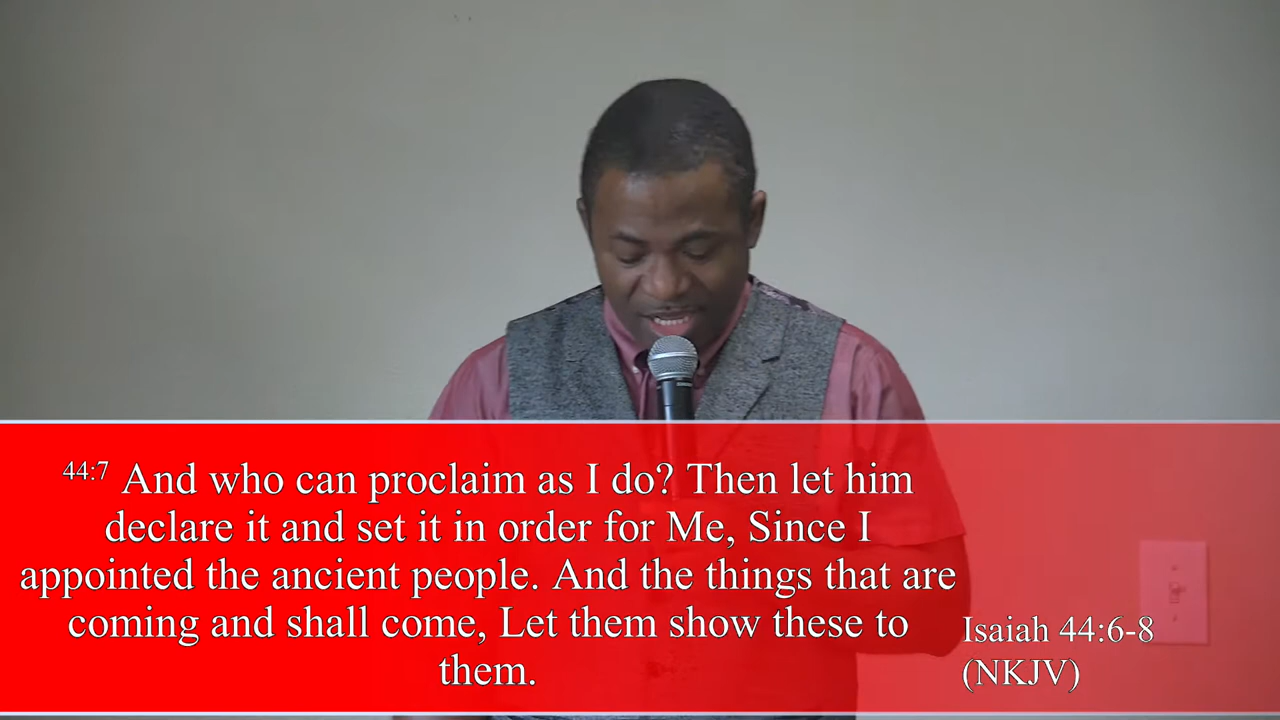 44:7 And who can proclaim as I do? Then let him
declare it and set it in order for Me, Since I
appointed the ancient people. And the things that are
coming and shall come, Let them show these to
them.
Isaiah 44:6-8
(NKJV)